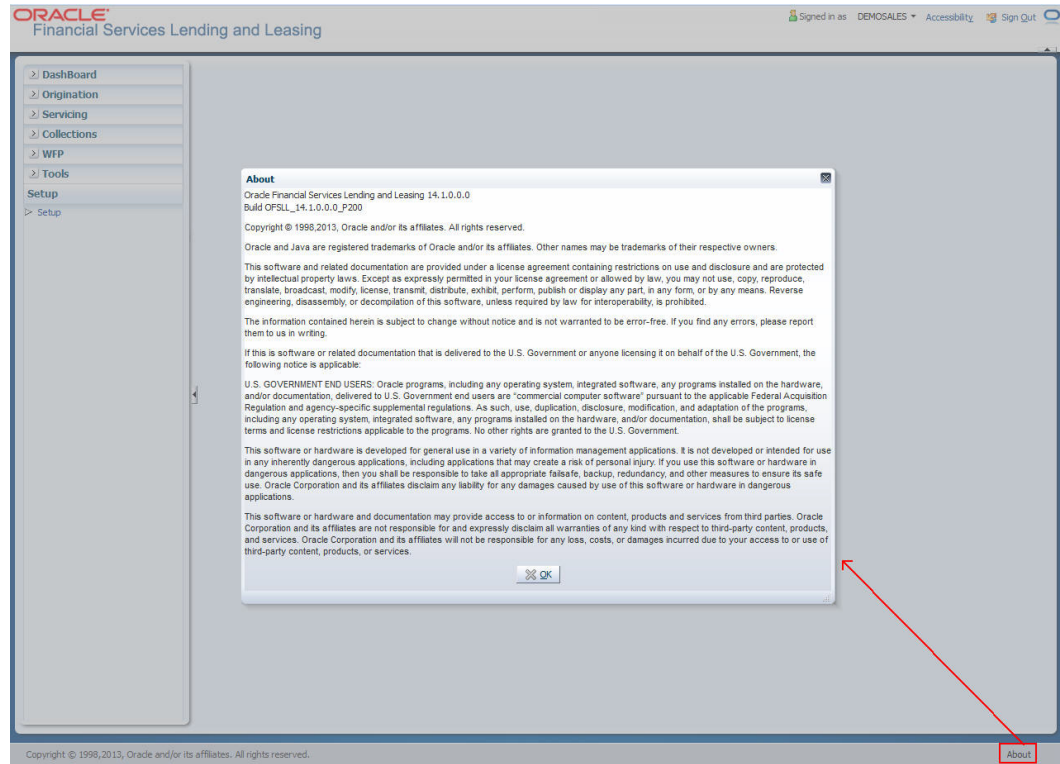 ORACLE
Financial Services Lending and Leasing
Signed in as DEMOSALES Accessibility Sign Out
DashBoard
Origination
Servicing
Collections
WFP
Tools
Setup
Setup
About
Oracle Financial Services Lending and Leasing 14.1.0.0.0
Build OFSLL_14.1.0.0.0_P200
Copyright © 1998,2013, Oracle and/or its affiliates. All rights reserved.
Oracle and Java are registered trademarks of Oracle and/or its affiliates. Other names may be trademarks of their respective owners.
This software and related documentation are provided under a license agreement containing restrictions on use and disclosure and are protected
by intellectual property laws. Except as expressly permitted in your license agreement or allowed by law, you may not use, copy, reproduce,
translate, broadcast, modify, license, transmit, distribute, exhibit, perform, publish or display any part, in any form, or by any means. Reverse
engineering, disassembly, or decompilation of this software, unless required by law for interoperability, is prohibited.
The information contained herein is subject to change without notice and is not warranted to be error-free. If you find any errors, please report
them to us in writing.
If this is software or related documentation that is delivered to the U.S. Government or anyone licensing it on behalf of the U.S. Government, the
following notice is applicable:
U.S. GOVERNMENT END USERS: Oracle programs, including any operating system, integrated software, any programs installed on the hardware,
and/or documentation, delivered to U.S. Government end users are "commercial computer software" pursuant to the applicable Federal Acquisition
Regulation and agency-specific supplemental regulations. As such, use, duplication, disclosure, modification, and adaptation of the programs,
including any operating system, integrated software, any programs installed on the hardware, and/or documentation, shall be subject to license
terms and license restrictions applicable to the programs. No other rights are granted to the U.S. Government.
This software or hardware is developed for general use in a variety of information management applications. It is not developed or intended for use
in any inherently dangerous applications, including applications that may create a risk of personal injury. If you use this software or hardware in
dangerous applications, then you shall be responsible to take all appropriate failsafe, backup, redundancy, and other measures to ensure its safe
use. Oracle Corporation and its affiliates disclaim any liability for any damages caused by use of this software or hardware in dangerous
applications.
This software or hardware and documentation may provide access to or information on content, products and services from third parties. Oracle
Corporation and its affiliates are not responsible for and expressly disclaim all warranties of any kind with respect to third-party content, products,
and services. Oracle Corporation and its affiliates will not be responsible for any loss, costs, or damages incurred due to your access to or use of
third-party content, products, or services.
OK
Copyright © 1998,2013, Oracle and/or its affiliates. All rights reserved.
About